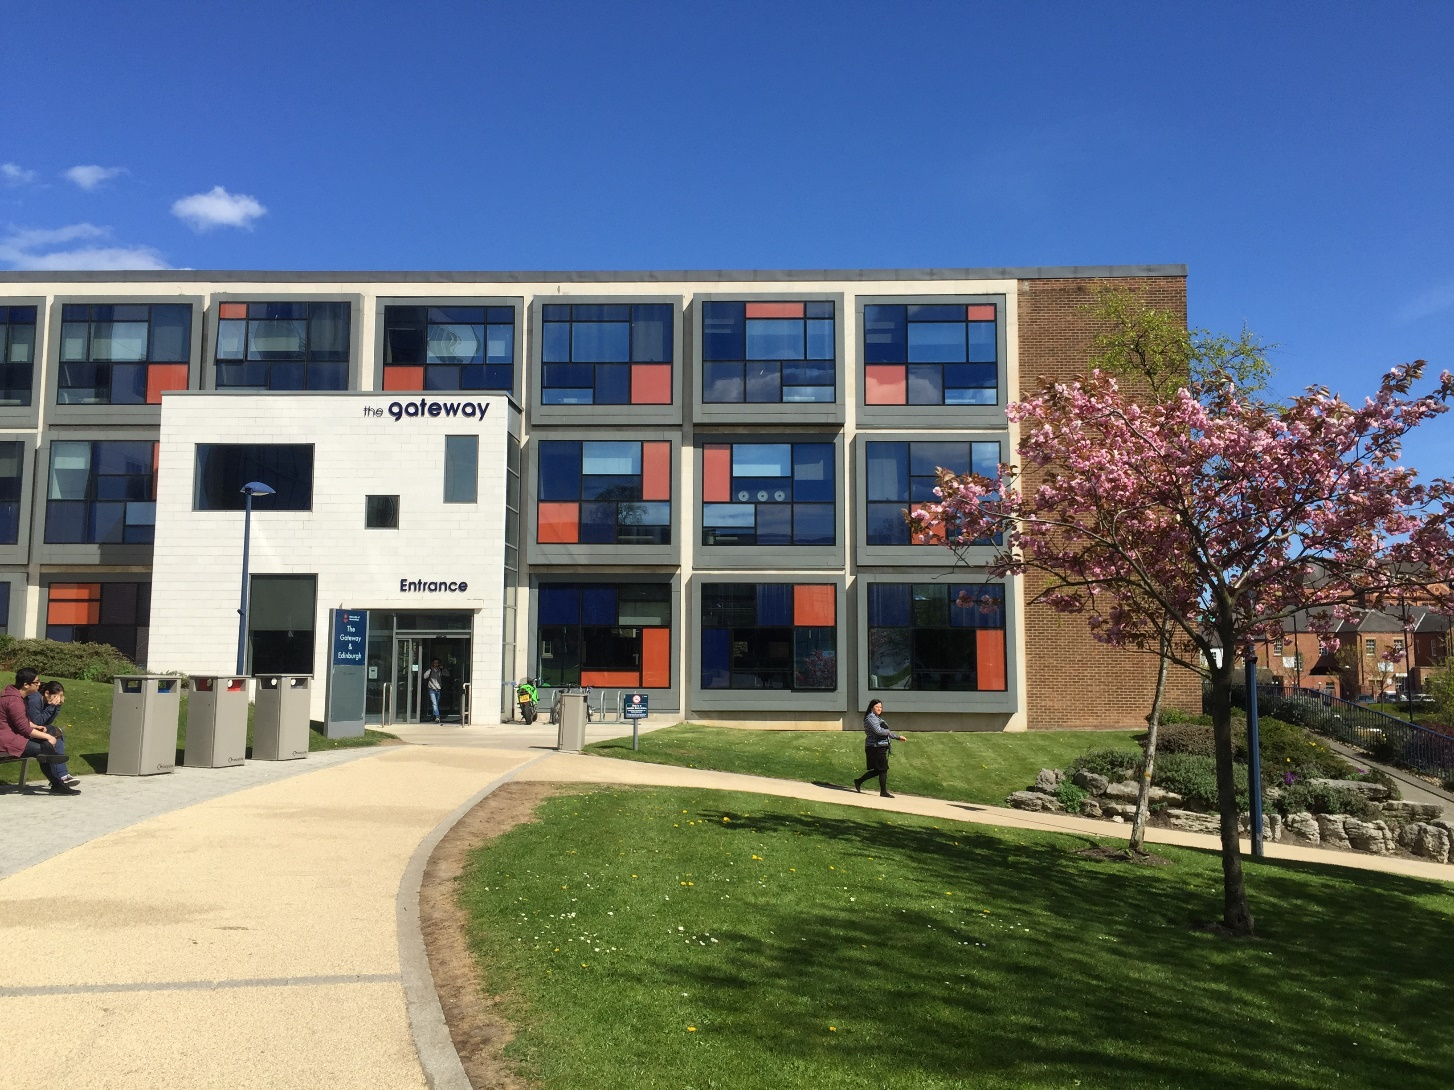 the gateway
Entrance
The
Gateway
&
Edinburgh